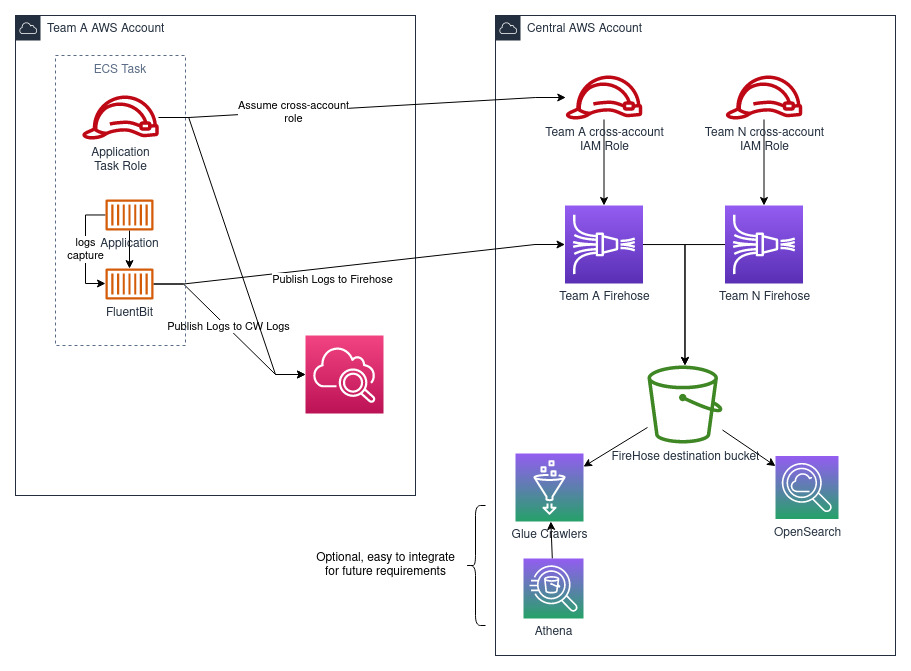 Team A AWS Account
Central AWS Account
ECS Task
Application
Task Role
Assume cross-account
role
Team A cross-account
IAM Role
Team N cross-account
IAM Role
logs
capture
Application
FluentBit
Publish Logs to Firehose
Publish Logs to CW Logs
Team A Firehose
Team N Firehose
FireHose destination bucket
Glue Crawlers
OpenSearch
Optional, easy to integrate
for future requirements
Athena